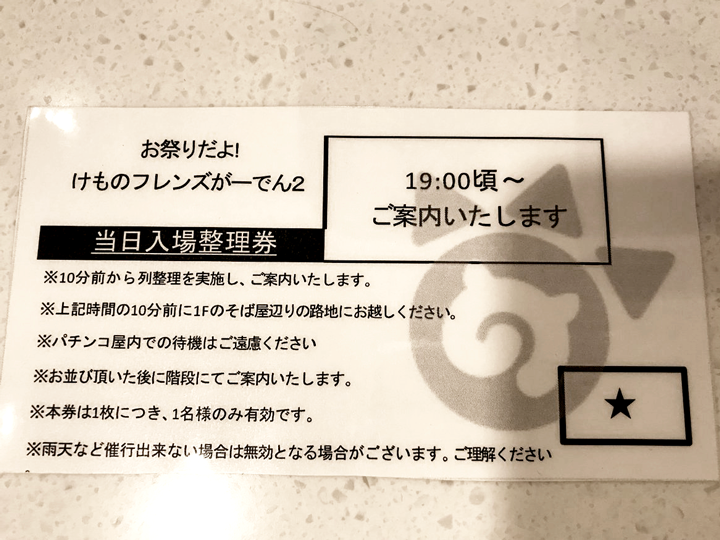 お祭りだよ!
けものフレンズがーでん2
19:00頃～
ご案内いたします
当日入場整理券
※10分前から列整理を実施し、ご案内いたします。
※上記時間の10分前に1Fのそば屋辺りの路地にお越しください。
※パチンコ屋内での待機はご遠慮ください
※お並び頂いた後に階段にてご案内いたします。
※本券は1枚につき、1名様のみ有効です。
※雨天など催行出来ない場合は無効となる場合がございます。ご理解ください
★